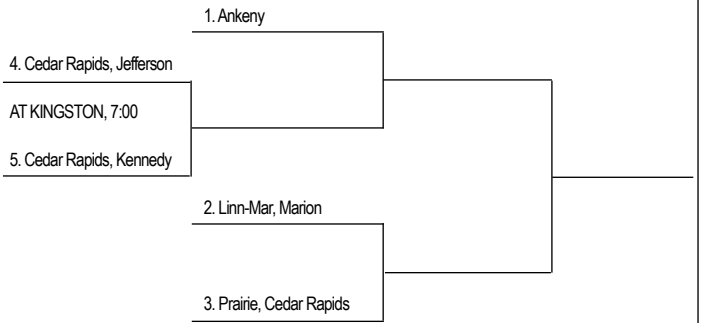 1. Ankeny
4. Cedar Rapids, Jefferson
AT KINGSTON, 7:00
5. Cedar Rapids, Kennedy
2. Linn-Mar, Marion
3. Prairie, Cedar Rapids